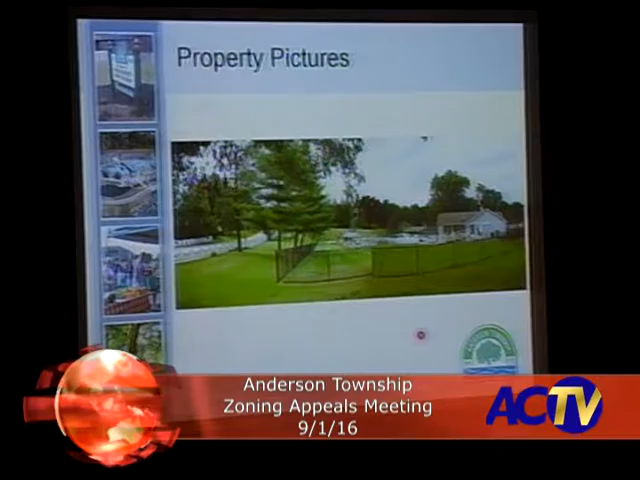 Property Pictures
Anderson Township
Zoning Appeals Meeting
9/1/16
ACTV